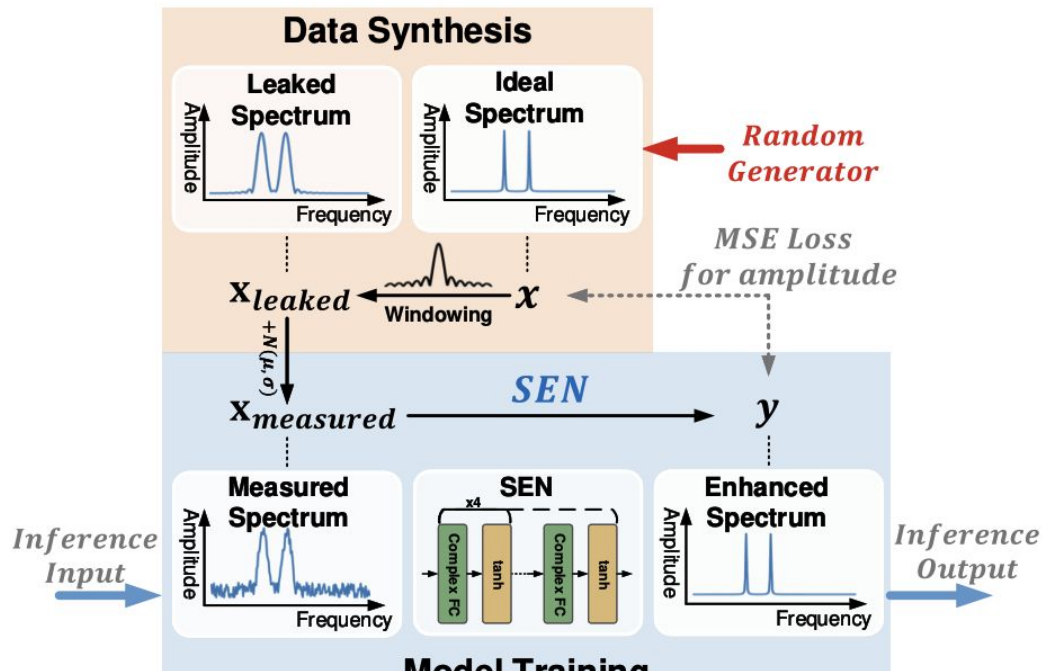 Data Synthesis
Leaked
Spectrum
Amplitude
Frequency
Ideal
Spectrum
Amplitude
Frequency
Random
Generator
MSE Loss
for amplitude
x_leaked
Windowing
x
+N(μ,σ)
x_measured
SEN
y
Measured
Spectrum
Amplitude
Frequency
SEN
x4
Complex FC
tanh
Complex FC
tanh
Enhanced
Spectrum
Amplitude
Frequency
Inference
Input
Inference
Output
Model Training